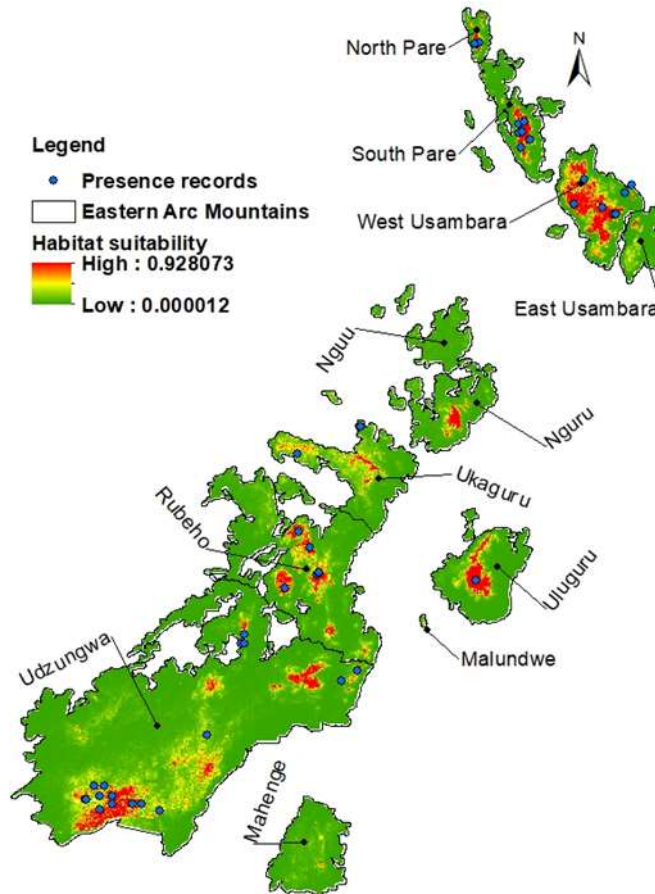 North Pare
N
Legend
South Pare
Presence records
Eastern Arc Mountains
West Usambara
Habitat suitability
High : 0.928073
Low : 0.000012
East Usambara
Nguu
Nguru
Ukaguru
Rubeho
Uluguru
Malundwe
Udzungwa
Mahenge